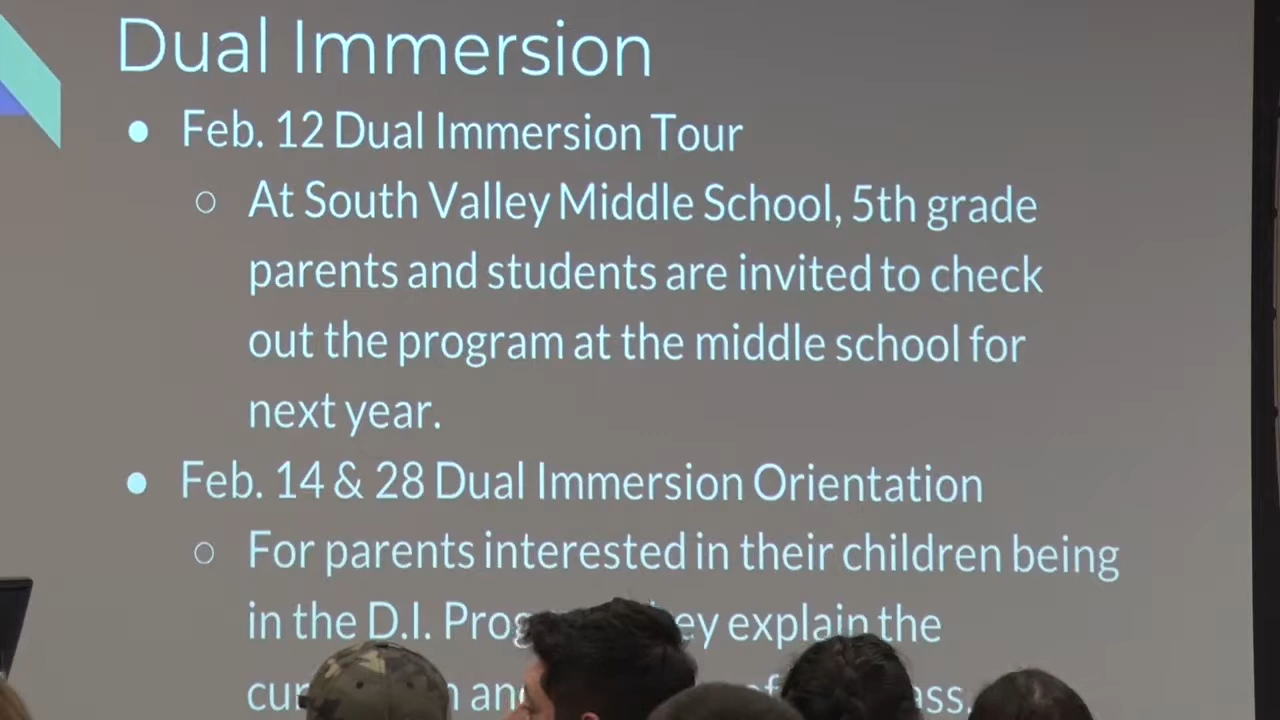 Dual Immersion
● Feb. 12 Dual Immersion Tour
○ At South Valley Middle School, 5th grade
parents and students are invited to check
out the program at the middle school for
next year.
● Feb. 14 & 28 Dual Immersion Orientation
○ For parents interested in their children being
in the D.I. explain the